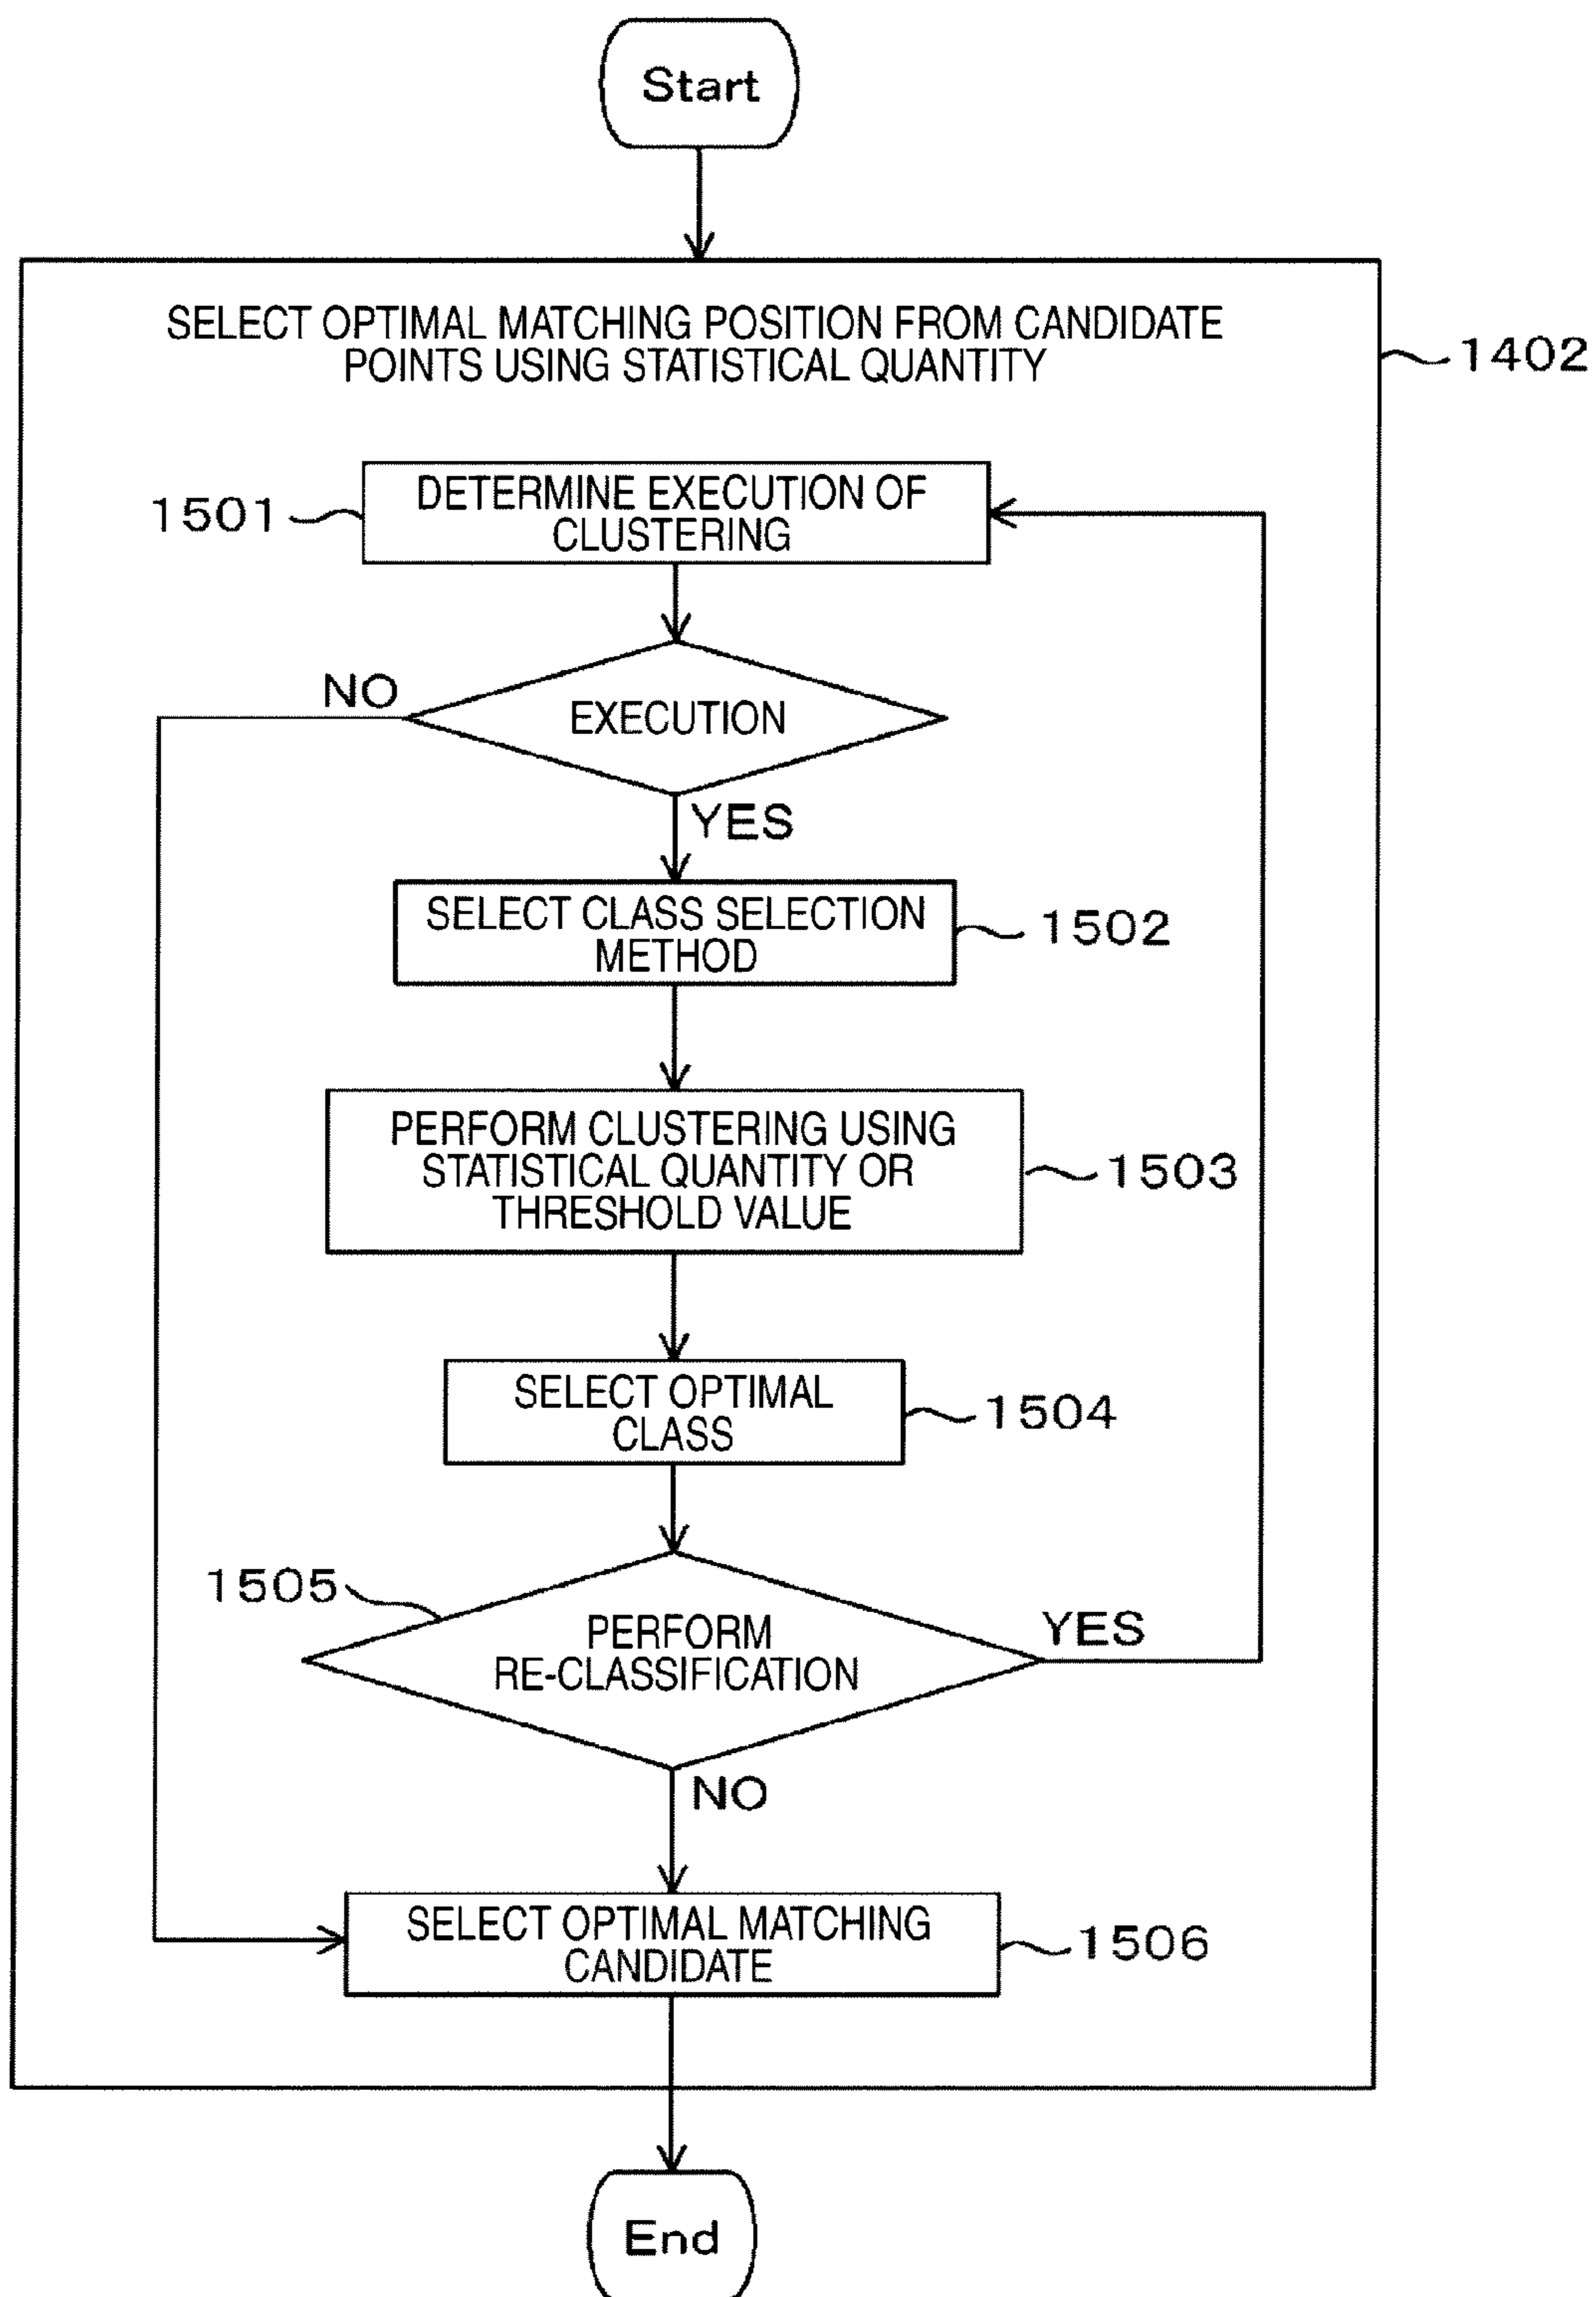 Start
SELECT OPTIMAL MATCHING POSITION FROM CANDIDATE
POINTS USING STATISTICAL QUANTITY
1402
DETERMINE EXECUTION OF
CLUSTERING
1501
NO
EXECUTION
YES
SELECT CLASS SELECTION
METHOD
1502
PERFORM CLUSTERING USING
STATISTICAL QUANTITY OR
THRESHOLD VALUE
1503
SELECT OPTIMAL
CLASS
1504
1505
PERFORM
RE-CLASSIFICATION
YES
NO
SELECT OPTIMAL MATCHING
CANDIDATE
1506
End